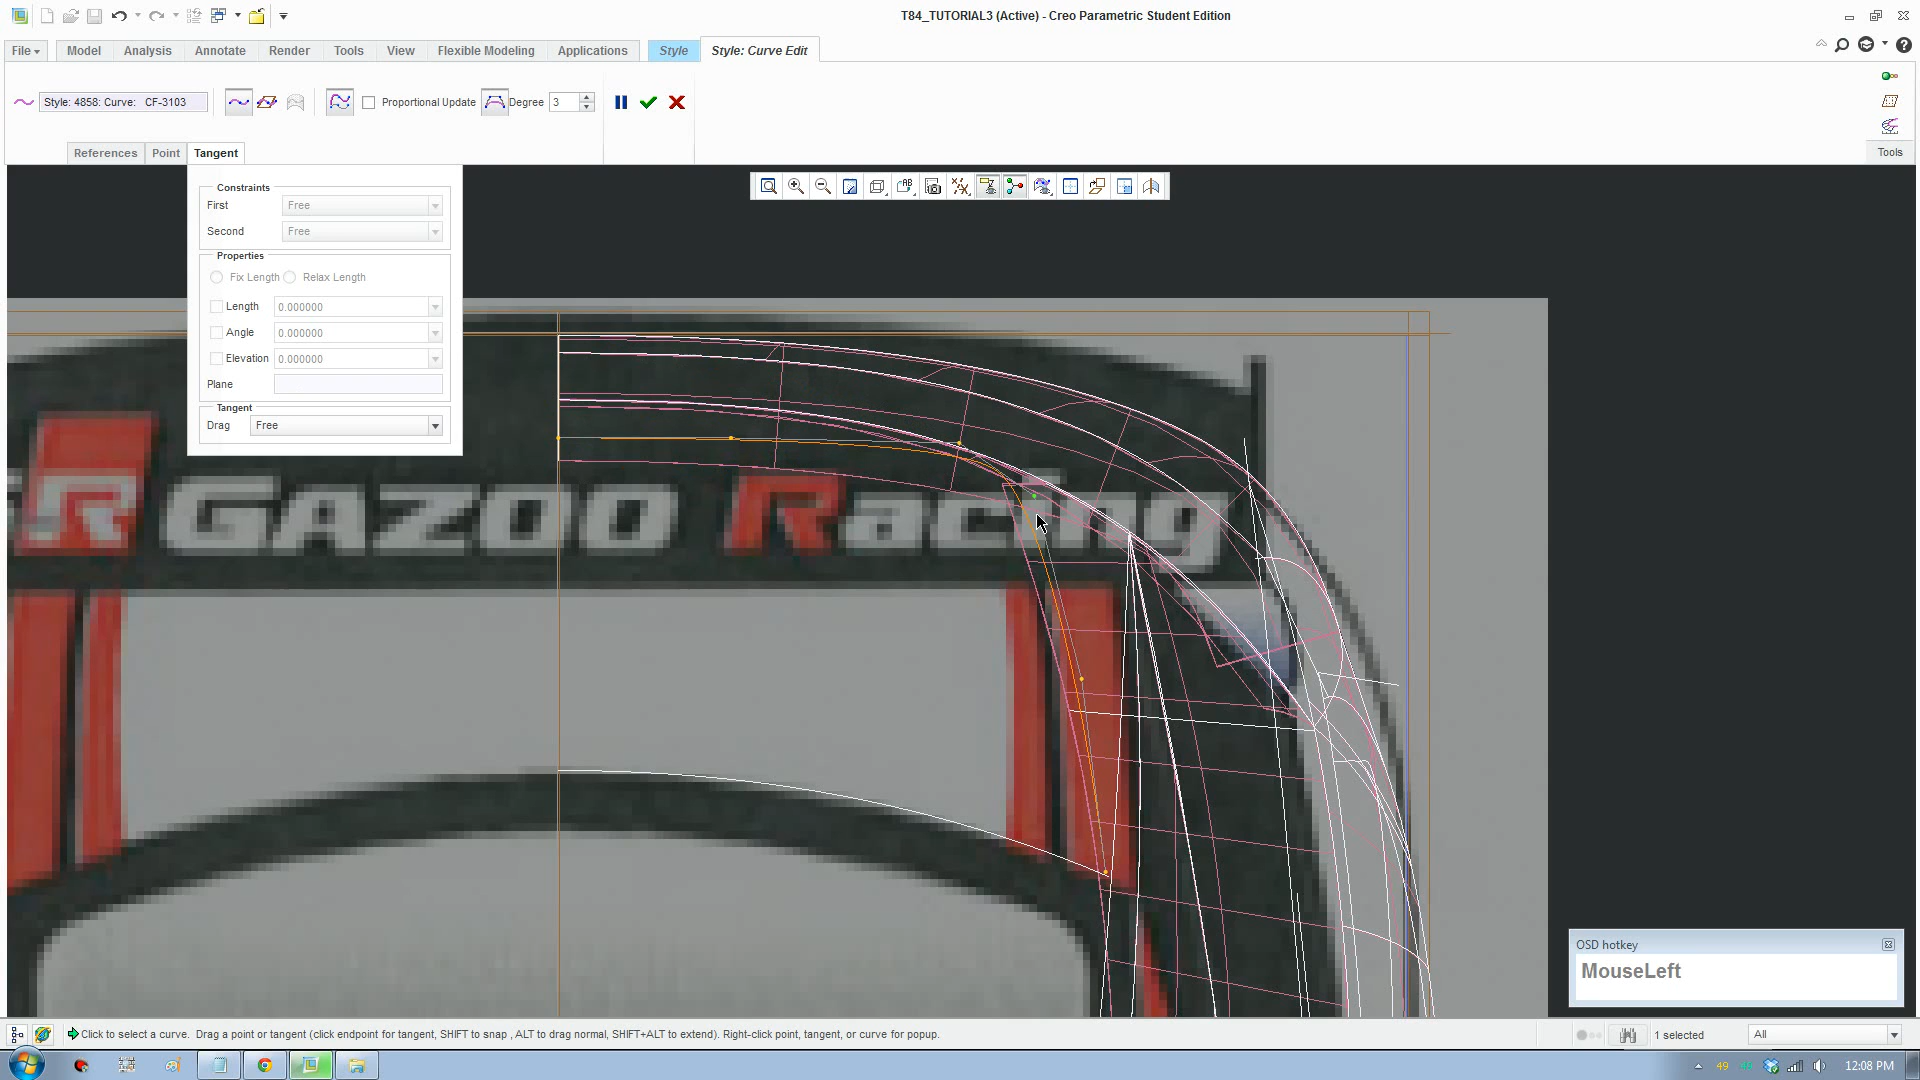 T84_TUTORIAL3 (Active) - Creo Parametric Student Edition
File Model Analysis Annotate Render Tools View Flexible Modeling Applications Style Style: Curve Edit
Style: 4858: Curve: CF-3103 Proportional Update Degree 3
References Point Tangent Tools
Constraints
First Free
Second Free
Properties
Fix Length Relax Length
Length 0.000000
Angle 0.000000
Elevation 0.000000
Plane
Tangent
Drag Free
GAZOO Racing
OSD hotkey
MouseLeft
Click to select a curve. Drag a point or tangent (click endpoint for tangent, SHIFT to snap , ALT to drag normal, SHIFT+ALT to extend). Right-click point, tangent, or curve for popup.
1 selected All
49 12:08 PM